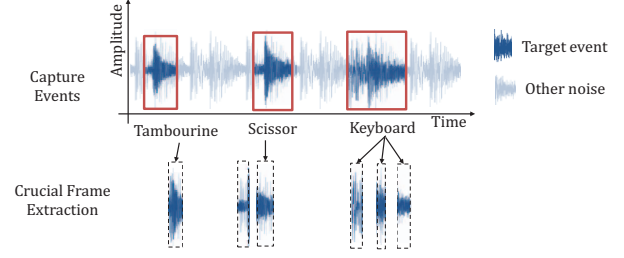 Amplitude
Target event
Capture
Events
Other noise
Time
Tambourine
Scissor
Keyboard
Crucial Frame
Extraction